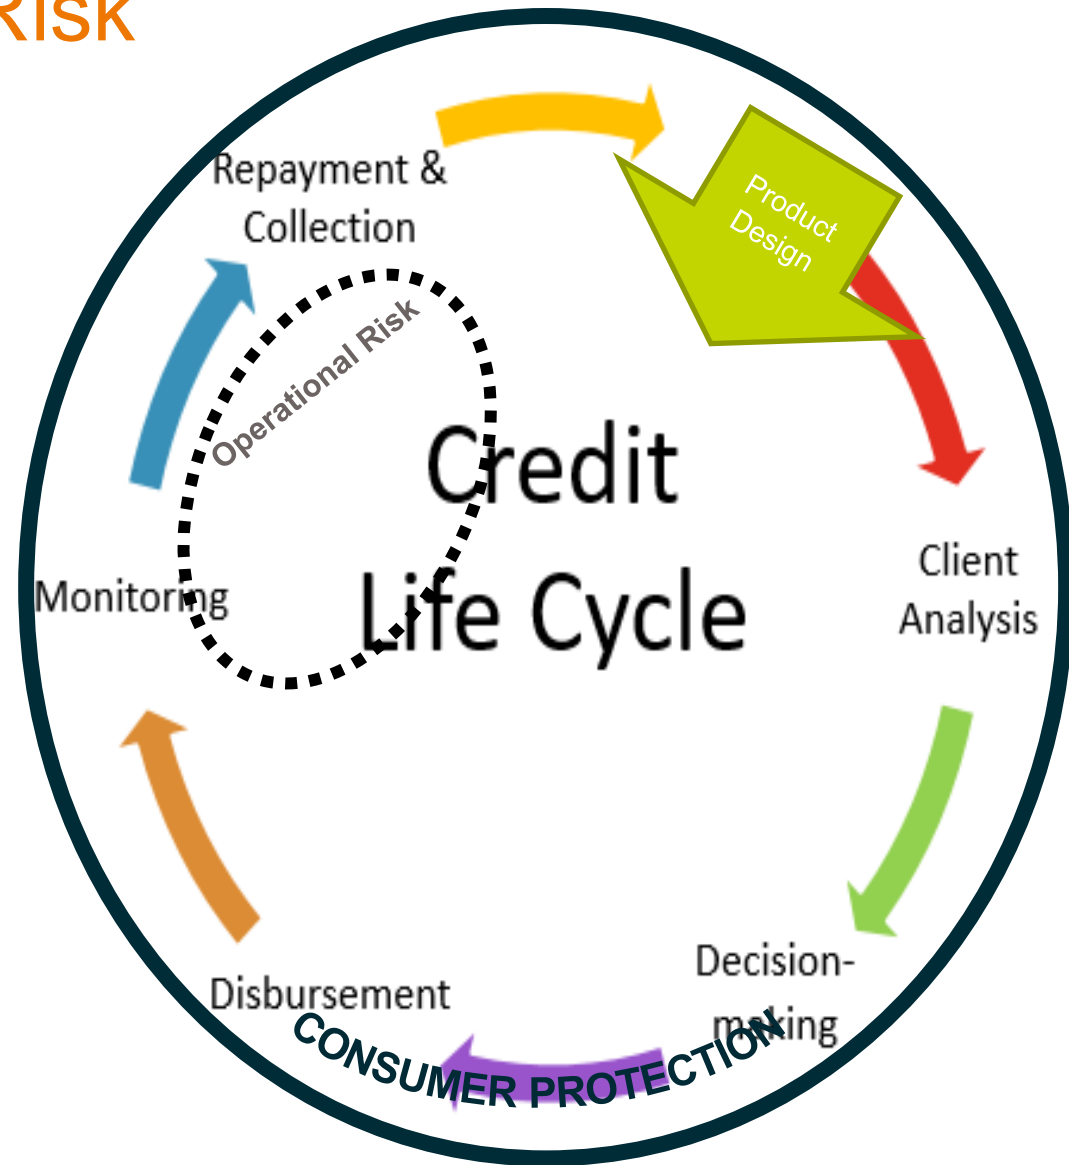 RISK
Repayment &
Collection
Product
Design
Operational Risk
Credit
Life Cycle
Client
Analysis
Monitoring
Decision-
making
Disbursement
CONSUMER PROTECTION